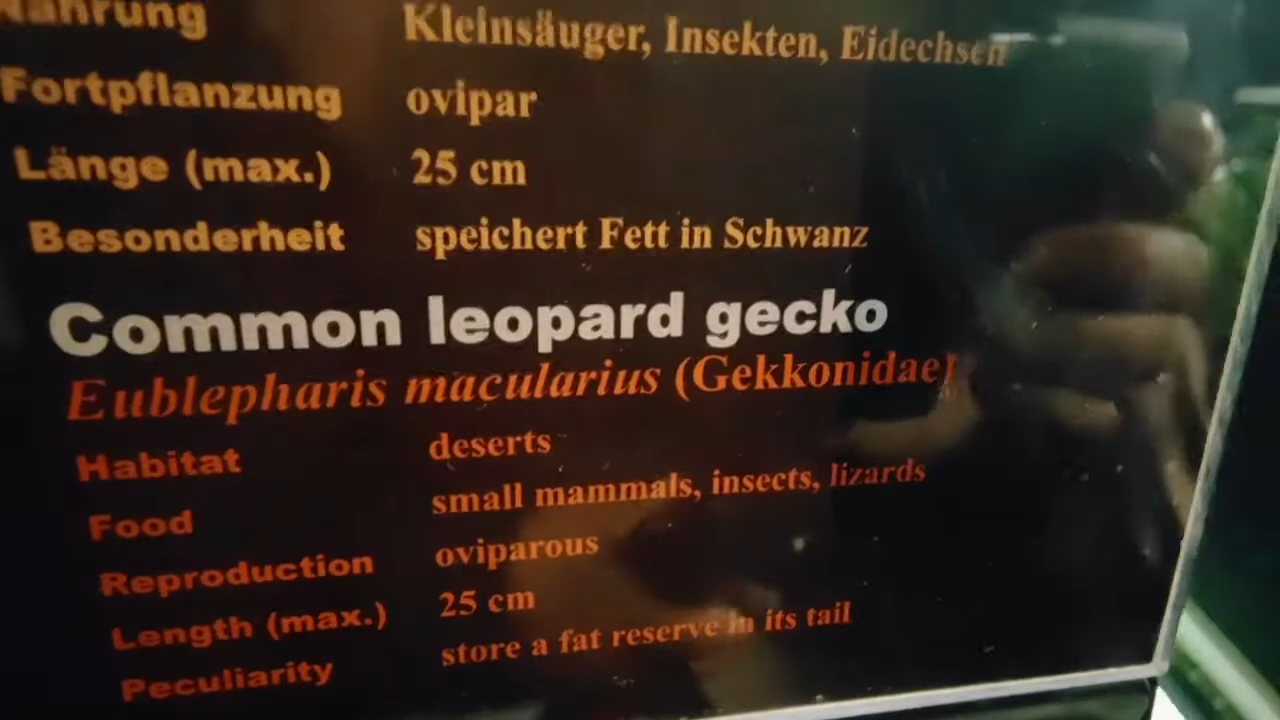 Nahrung Kleinsäuger, Insekten, Eidechsen
Fortpflanzung ovipar
Länge (max.) 25 cm
Besonderheit speichert Fett in Schwanz
Common leopard gecko
Eublepharis macularius (Gekkonidae)
Habitat deserts
Food small mammals, insects, lizards
Reproduction oviparous
Length (max.) 25 cm
Peculiarity store a fat reserve in its tail